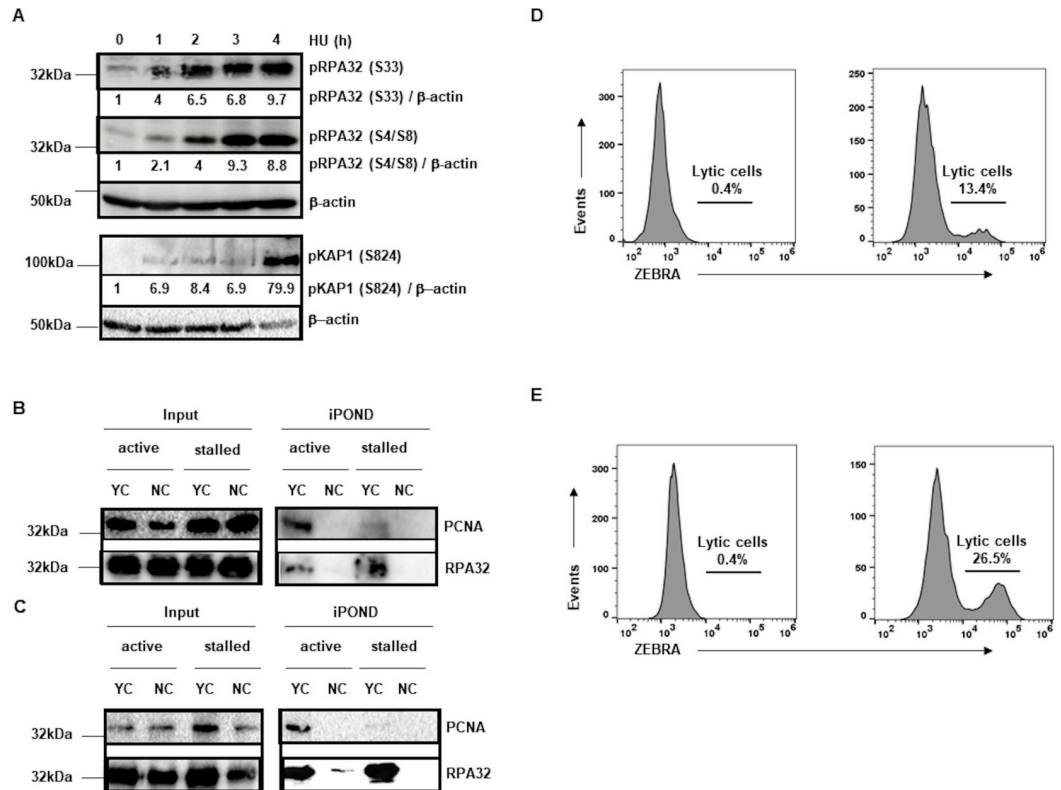 A
0 1 2 3 4 HU (h)
32kDa pRPA32 (S33)
1 4 6.5 6.8 9.7 pRPA32 (S33) / β-actin
32kDa pRPA32 (S4/S8)
1 2.1 4 9.3 8.8 pRPA32 (S4/S8) / β-actin
50kDa β-actin
100kDa pKAP1 (S824)
1 6.9 8.4 6.9 79.9 pKAP1 (S824) / β–actin
50kDa β–actin
B
Input iPOND
active stalled active stalled
YC NC YC NC YC NC YC NC
32kDa PCNA
32kDa RPA32
C
Input iPOND
active stalled active stalled
YC NC YC NC YC NC YC NC
32kDa PCNA
32kDa RPA32
D
Events
300
200
100
0
Lytic cells
0.4%
10² 10³ 10⁴ 10⁵ 10⁶
250
200
150
100
50
0
Lytic cells
13.4%
10² 10³ 10⁴ 10⁵ 10⁶
ZEBRA
E
Events
300
200
100
0
Lytic cells
0.4%
10² 10³ 10⁴ 10⁵ 10⁶
150
100
50
0
Lytic cells
26.5%
10² 10³ 10⁴ 10⁵ 10⁶
ZEBRA